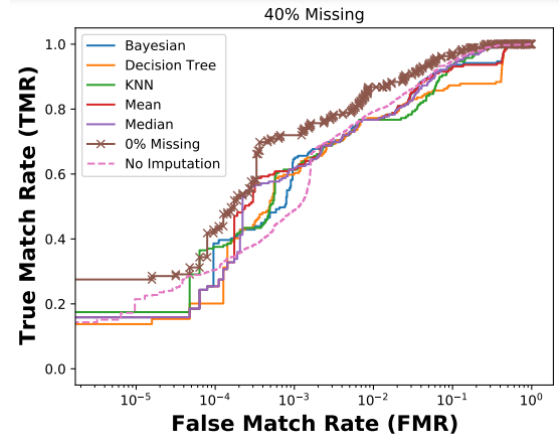 40% Missing
True Match Rate (TMR)
1.0
0.8
0.6
0.4
0.2
0.0
Bayesian
Decision Tree
KNN
Mean
Median
0% Missing
No Imputation
10⁻⁵
10⁻⁴
10⁻³
10⁻²
10⁻¹
10⁰
False Match Rate (FMR)